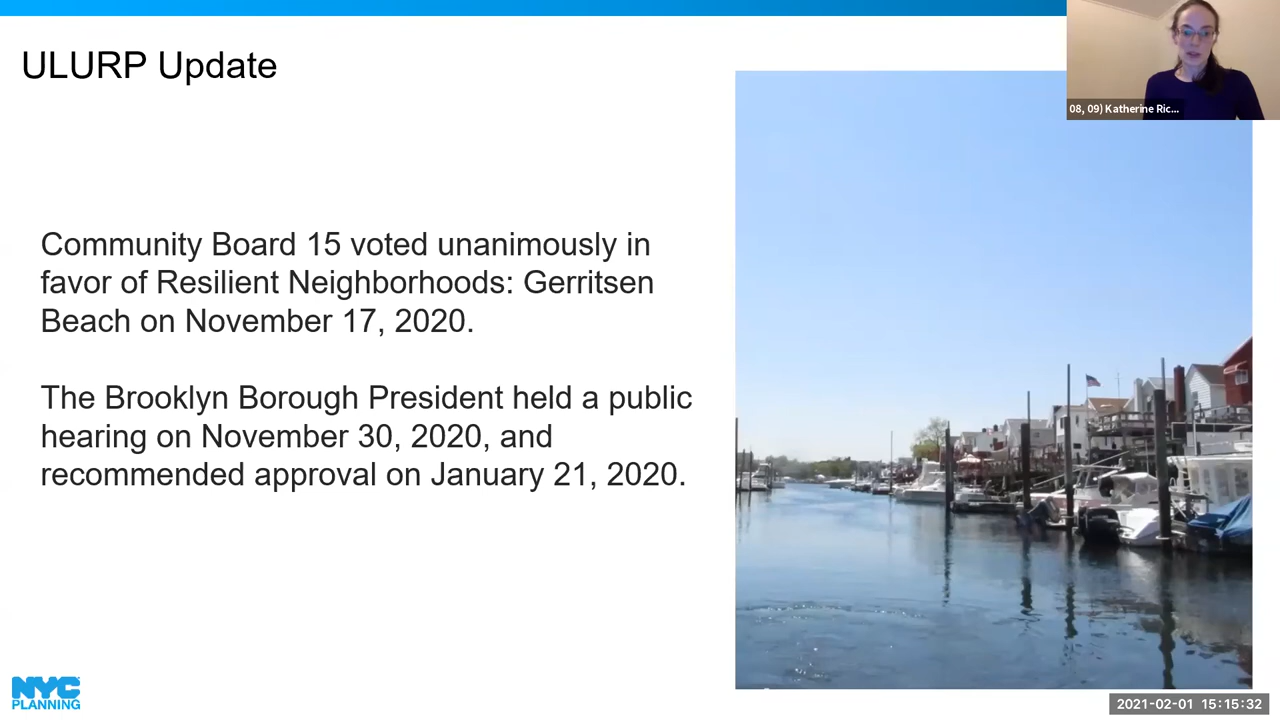 ULURP Update
08, 09) Katherine Ric...
Community Board 15 voted unanimously in
favor of Resilient Neighborhoods: Gerritsen
Beach on November 17, 2020.
The Brooklyn Borough President held a public
hearing on November 30, 2020, and
recommended approval on January 21, 2020.
NYC
PLANNING
2021-02-01 15:15:32